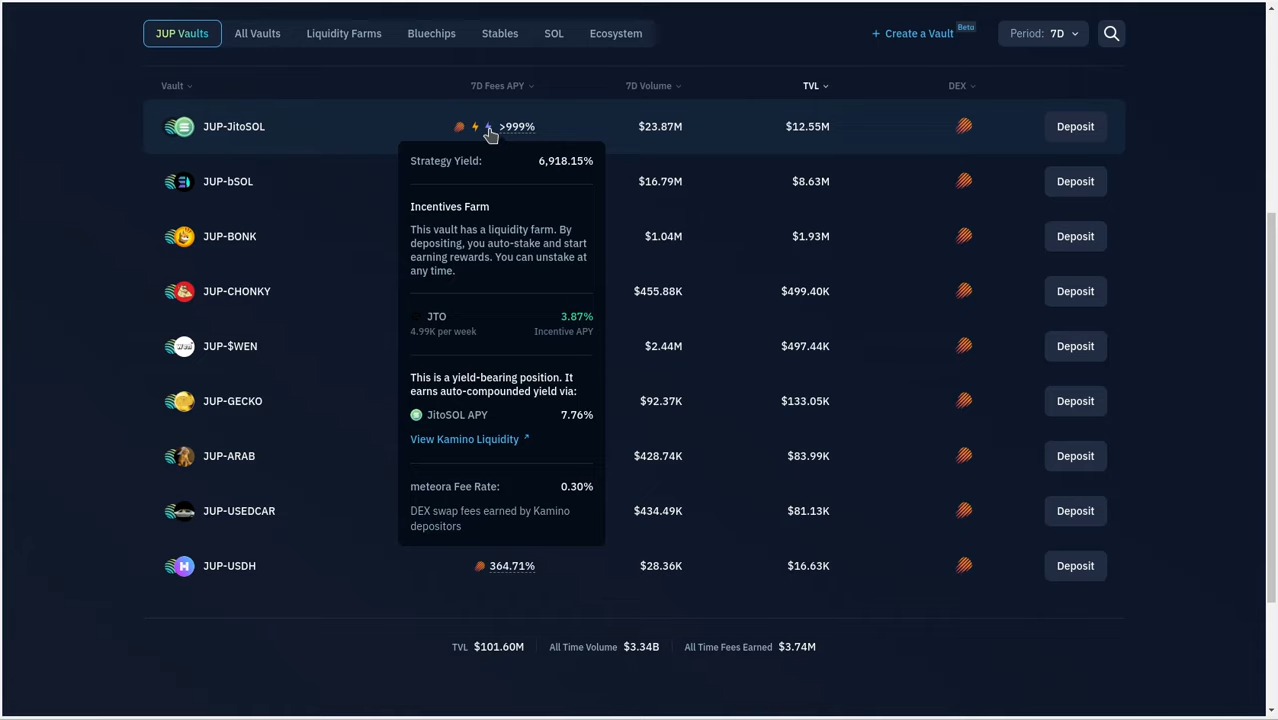 JUP Vaults All Vaults Liquidity Farms Bluechips Stables SOL Ecosystem + Create a Vault Beta Period: 7D
Vault 7D Fees APY 7D Volume TVL DEX
JUP-JitoSOL >999% $23.87M $12.55M Deposit
Strategy Yield: 6,918.15%
JUP-bSOL $16.79M $8.63M Deposit
Incentives Farm
This vault has a liquidity farm. By
JUP-BONK $1.04M $1.93M Deposit
depositing, you auto-stake and start
earning rewards. You can unstake at
any time.
JUP-CHONKY $455.88K $499.40K Deposit
JTO 3.87%
4.99K per week Incentive APY
JUP-$WEN $2.44M $497.44K Deposit
This is a yield-bearing position. It
earns auto-compounded yield via:
JUP-GECKO $92.37K $133.05K Deposit
JitoSOL APY 7.76%
View Kamino Liquidity
JUP-ARAB $428.74K $83.99K Deposit
meteora Fee Rate: 0.30%
JUP-USEDCAR $434.49K $81.13K Deposit
DEX swap fees earned by Kamino
depositors
JUP-USDH 364.71% $28.36K $16.63K Deposit
TVL $101.60M All Time Volume $3.34B All Time Fees Earned $3.74M